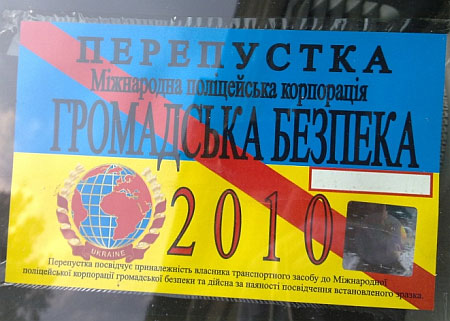 ПЕРЕПУСТКА
Міжнародна поліцейська корпорація
ГРОМАДСЬКА БЕЗПЕКА
2010
UKRAINE
Перепустка посвідчує приналежність власника транспортного засобу до Міжнародної
поліцейської корпорації громадської безпеки та дійсна за наяності посвідчення встановленого зразка.